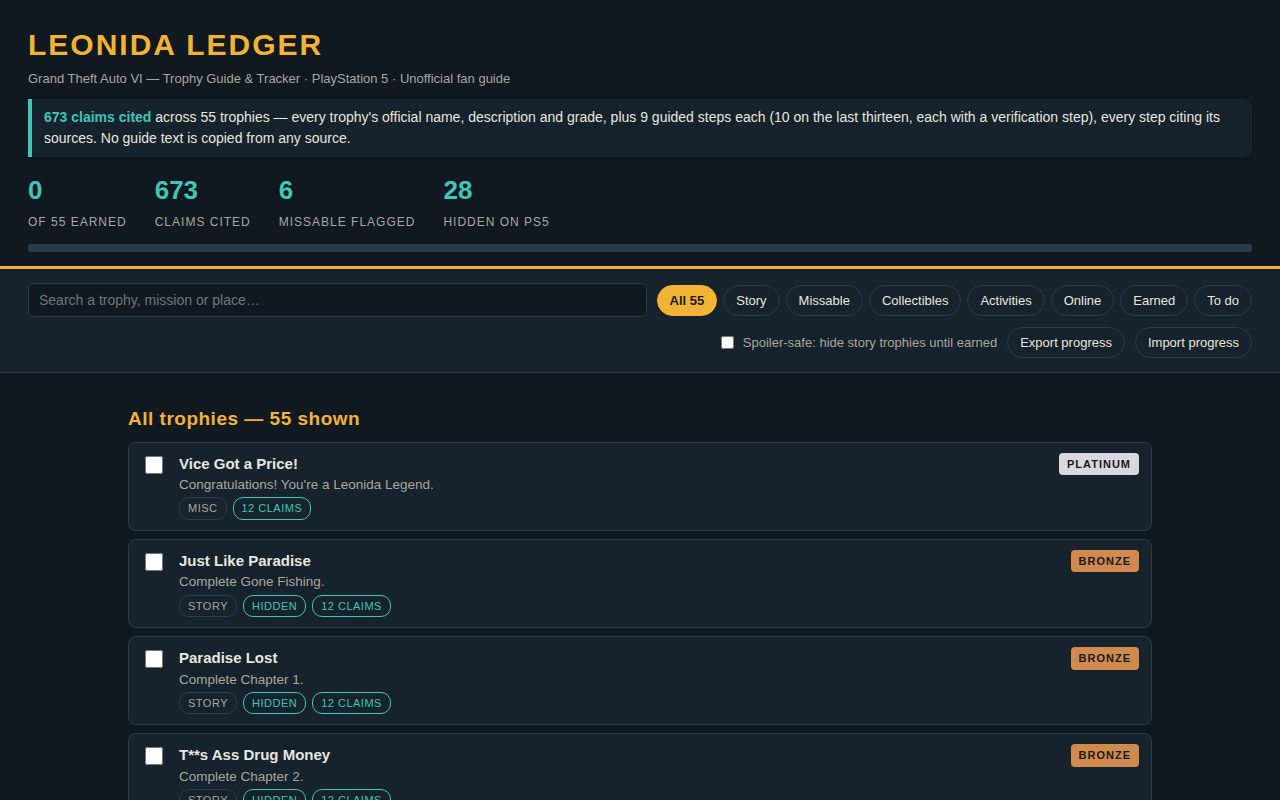 LEONIDA LEDGER
Grand Theft Auto VI — Trophy Guide & Tracker · PlayStation 5 · Unofficial fan guide
673 claims cited across 55 trophies — every trophy's official name, description and grade, plus 9 guided steps each (10 on the last thirteen, each with a verification step), every step citing its
sources. No guide text is copied from any source.
0 673 6 28
OF 55 EARNED CLAIMS CITED MISSABLE FLAGGED HIDDEN ON PS5
Search a trophy, mission or place… All 55 Story Missable Collectibles Activities Online Earned To do
Spoiler-safe: hide story trophies until earned Export progress Import progress
All trophies — 55 shown
Vice Got a Price! PLATINUM
Congratulations! You're a Leonida Legend.
MISC 12 CLAIMS
Just Like Paradise BRONZE
Complete Gone Fishing.
STORY HIDDEN 12 CLAIMS
Paradise Lost BRONZE
Complete Chapter 1.
STORY HIDDEN 12 CLAIMS
T**s Ass Drug Money BRONZE
Complete Chapter 2.
STORY HIDDEN 12 CLAIMS